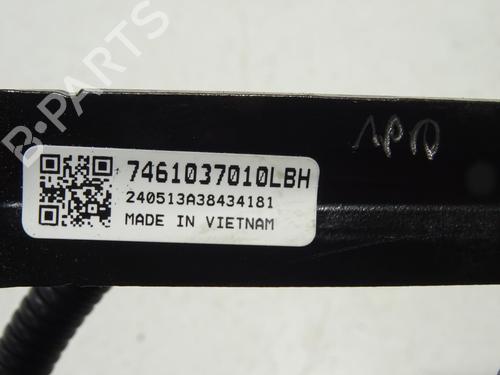 B-PARTS
7461037010LBH
240513A38434181
MADE IN VIETNAM